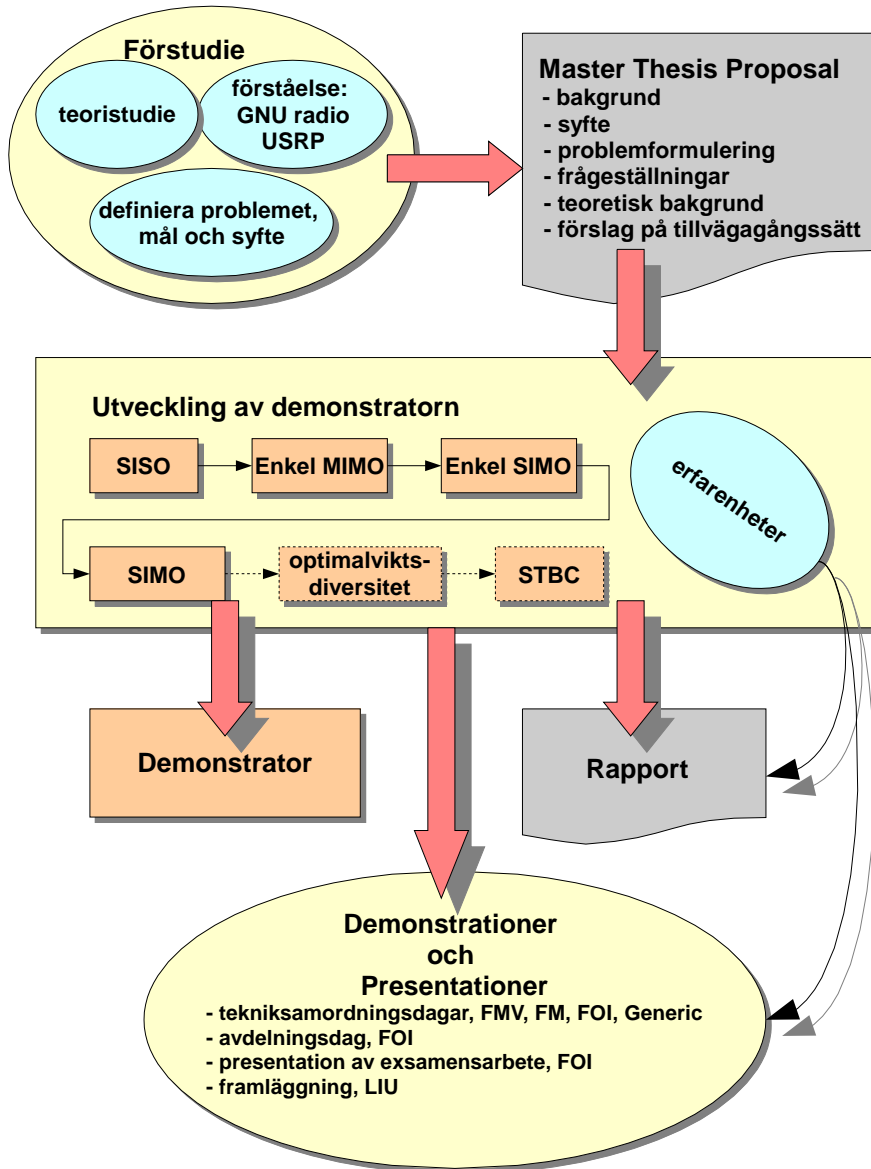 Förstudie
teoristudie
förståelse:
GNU radio
USRP
definiera problemet,
mål och syfte
Master Thesis Proposal
- bakgrund
- syfte
- problemformulering
- frågeställningar
- teoretisk bakgrund
- förslag på tillvägagångssätt
Utveckling av demonstratorn
SISO
Enkel MIMO
Enkel SIMO
erfarenheter
SIMO
optimalvikts-
diversitet
STBC
Demonstrator
Rapport
Demonstrationer
och
Presentationer
- tekniksamordningsdagar, FMV, FM, FOI, Generic
- avdelningsdag, FOI
- presentation av exsamensarbete, FOI
- framläggning, LIU